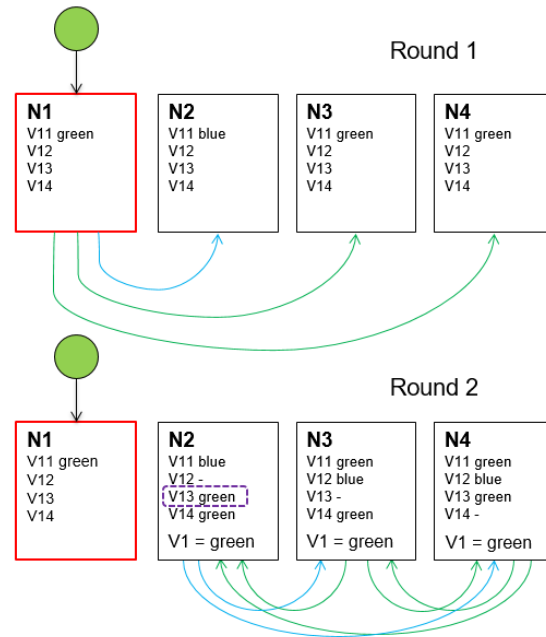 Round 1
N1
V11 green
V12
V13
V14
N2
V11 blue
V12
V13
V14
N3
V11 green
V12
V13
V14
N4
V11 green
V12
V13
V14
Round 2
N1
V11 green
V12
V13
V14
N2
V11 blue
V12 -
V13 green
V14 green
V1 = green
N3
V11 green
V12 blue
V13 -
V14 green
V1 = green
N4
V11 green
V12 blue
V13 green
V14 -
V1 = green